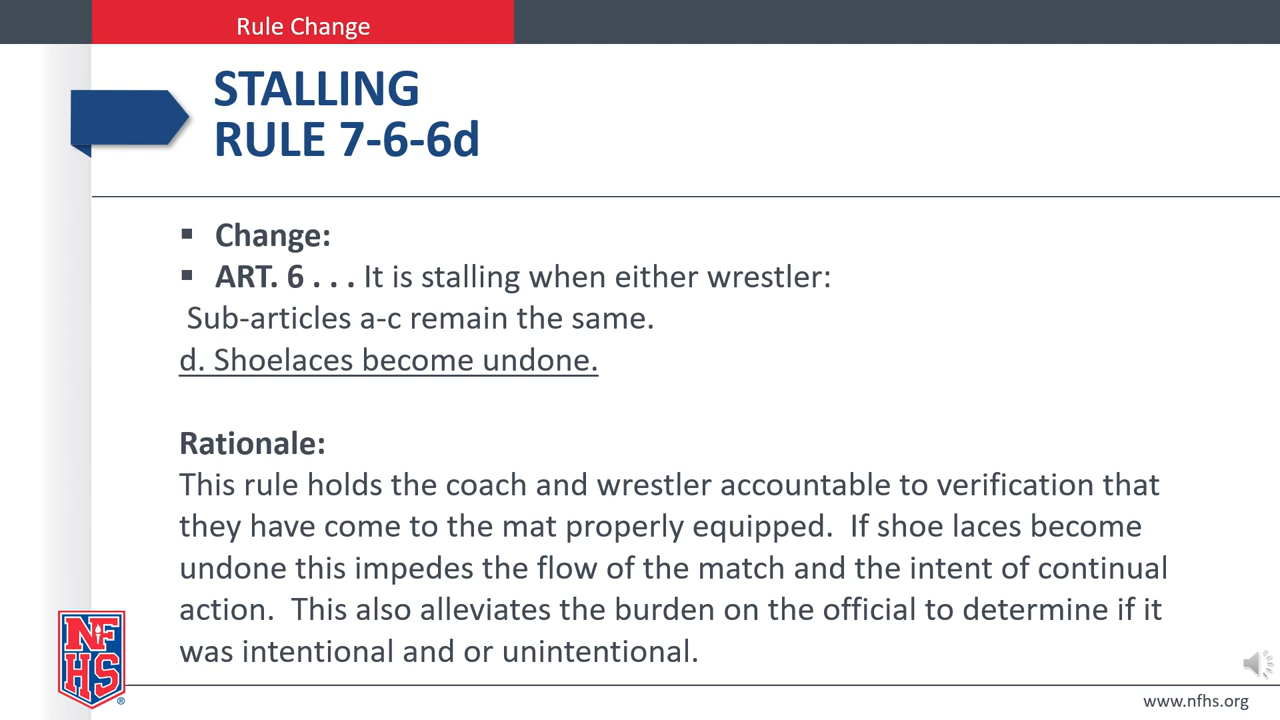 Rule Change
STALLING
RULE 7-6-6d
▪ Change:
▪ ART. 6 . . . It is stalling when either wrestler:
Sub-articles a-c remain the same.
d. Shoelaces become undone.
Rationale:
This rule holds the coach and wrestler accountable to verification that
they have come to the mat properly equipped.  If shoe laces become
undone this impedes the flow of the match and the intent of continual
action.  This also alleviates the burden on the official to determine if it
was intentional and or unintentional.
NF
HS
®
www.nfhs.org